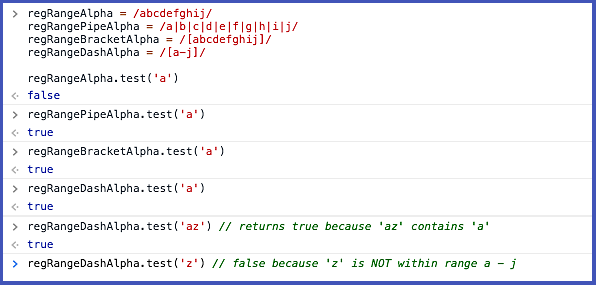 regRangeAlpha = /abcdefghij/
regRangePipeAlpha = /a|b|c|d|e|f|g|h|i|j/
regRangeBracketAlpha = /[abcdefghij]/
regRangeDashAlpha = /[a-j]/
regRangeAlpha.test('a')
false
regRangePipeAlpha.test('a')
true
regRangeBracketAlpha.test('a')
true
regRangeDashAlpha.test('a')
true
regRangeDashAlpha.test('az') // returns true because 'az' contains 'a'
true
regRangeDashAlpha.test('z') // false because 'z' is NOT within range a - j